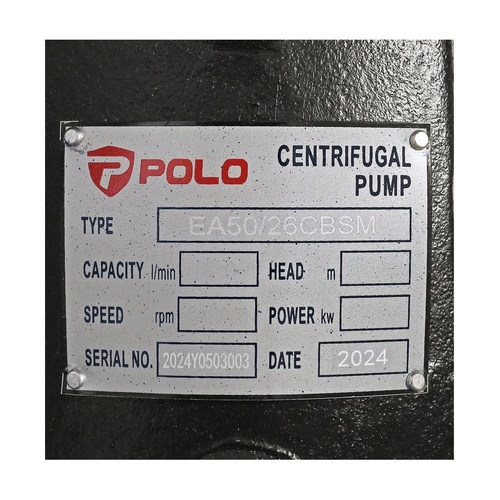 POLO
CENTRIFUGAL
PUMP
TYPE EA50/26CBSM
CAPACITY l/min HEAD m
SPEED rpm POWER kw
SERIAL NO. 2024Y0503003 DATE 2024